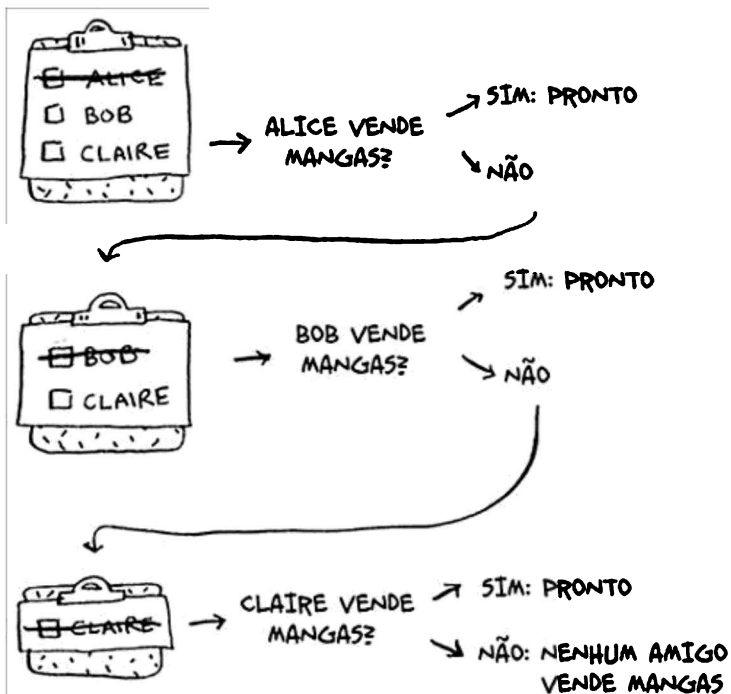 ALICE
BOB
CLAIRE
ALICE VENDE
MANGAS?
SIM: PRONTO
NÃO
BOB
CLAIRE
BOB VENDE
MANGAS?
SIM: PRONTO
NÃO
CLAIRE
CLAIRE VENDE
MANGAS?
SIM: PRONTO
NÃO: NENHUM AMIGO
VENDE MANGAS